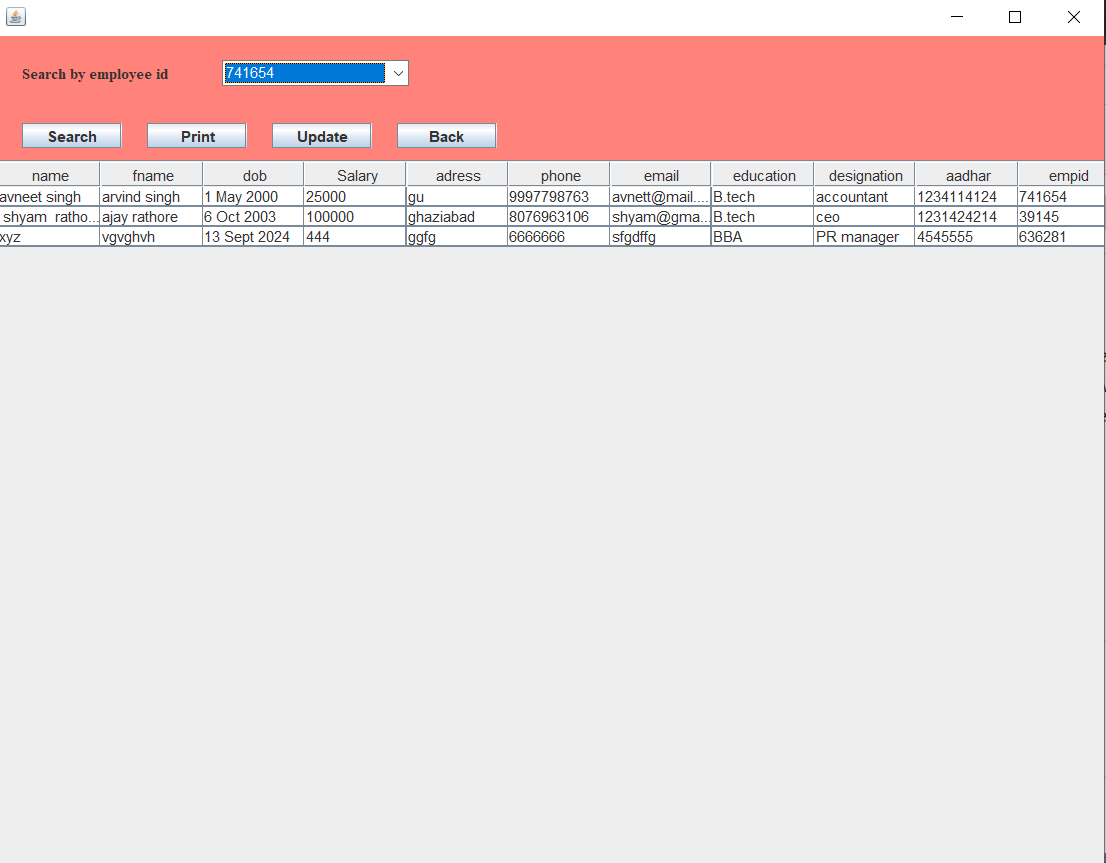 Search by employee id 741654
Search Print Update Back
name fname dob Salary adress phone email education designation aadhar empid
avneet singh arvind singh 1 May 2000 25000 gu 9997798763 avnett@mail.... B.tech accountant 1234114124 741654
shyam ratho... ajay rathore 6 Oct 2003 100000 ghaziabad 8076963106 shyam@gma... B.tech ceo 1231424214 39145
xyz vgvghvh 13 Sept 2024 444 ggfg 6666666 sfgdffg BBA PR manager 4545555 636281